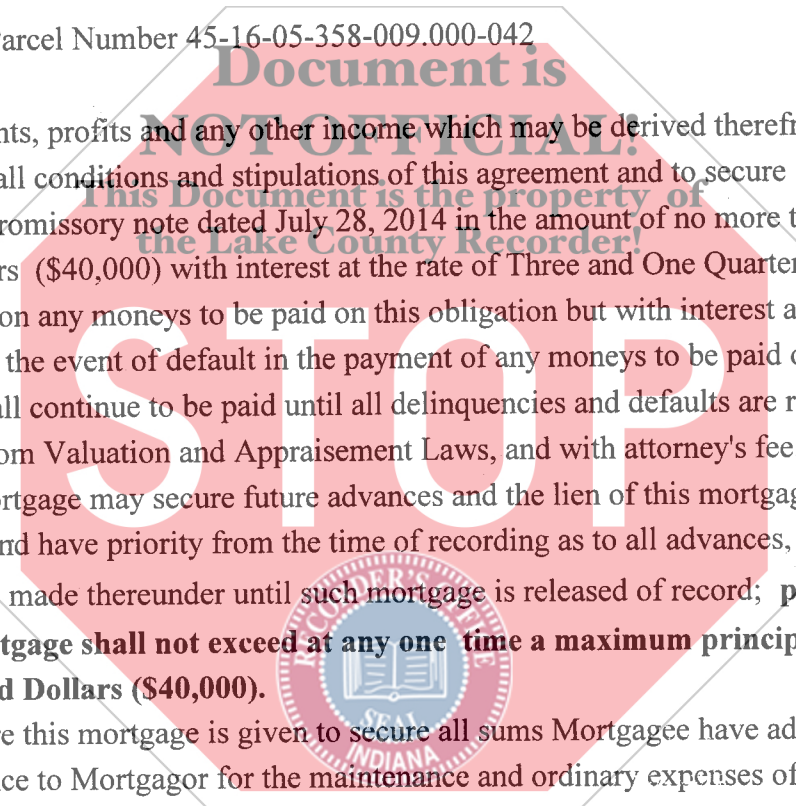 arcel Number 45-16-05-358-009.000-042
Document is
nts, profits and any other income which may be derived therefr
NOT OFFICIAL!
all conditions and stipulations of this agreement and to secure
This Document is the property of
romissory note dated July 28, 2014 in the amount of no more t
the Lake County Recorder!
rs ($40,000) with interest at the rate of Three and One Quarter
on any moneys to be paid on this obligation but with interest a
the event of default in the payment of any moneys to be paid
all continue to be paid until all delinquencies and defaults are r
om Valuation and Appraisement Laws, and with attorney's fee
STOP
ortgage may secure future advances and the lien of this mortgag
nd have priority from the time of recording as to all advances,
made thereunder until such mortgage is released of record; p
tgage shall not exceed at any one time a maximum princip
d Dollars ($40,000).
RECORDER'S OFFICE
SEAL
INDIANA
re this mortgage is given to secure all sums Mortgagee have ad
nce to Mortgagor for the maintenance and ordinary expenses of